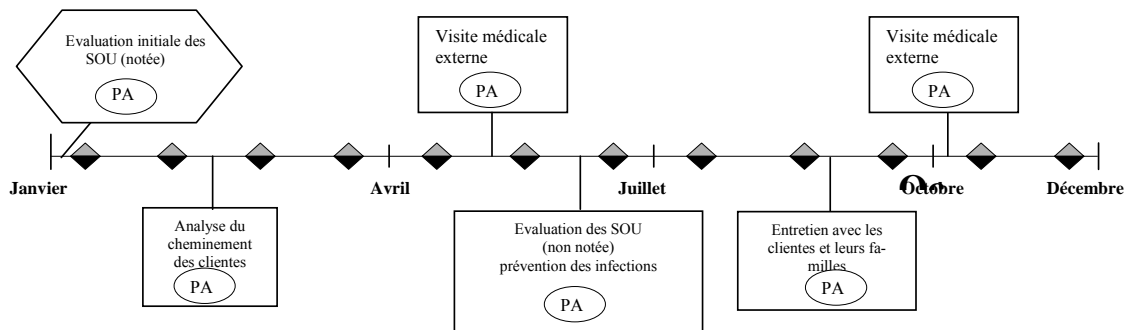 Evaluation initiale des
SOU (notée)
PA
Visite médicale
externe
PA
Visite médicale
externe
PA
Janvier
Avril
Juillet
Octobre
Décembre
Analyse du
cheminement
des clientes
PA
Evaluation des SOU
(non notée)
prévention des infections
PA
Entretien avec les
clientes et leurs fa-
milles
PA